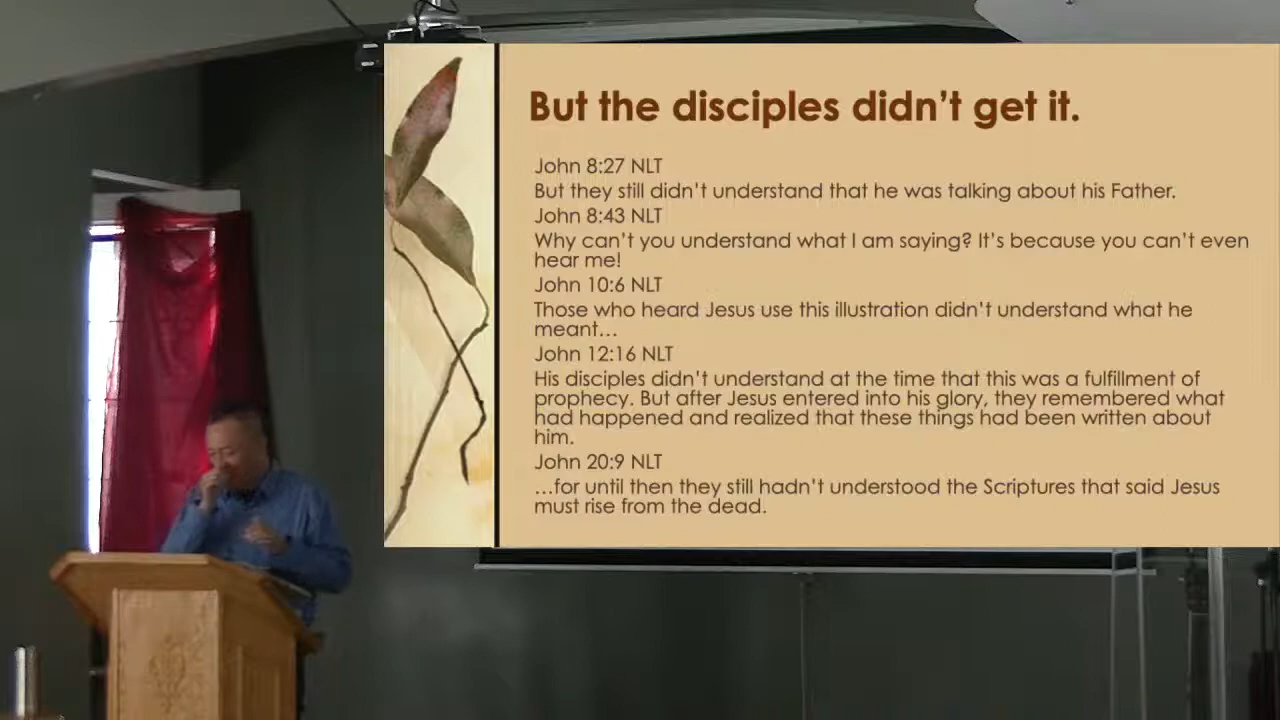 But the disciples didn't get it.
John 8:27 NLT
But they still didn't understand that he was talking about his Father.
John 8:43 NLT
Why can't you understand what I am saying? It's because you can't even
hear me!
John 10:6 NLT
Those who heard Jesus use this illustration didn't understand what he
meant…
John 12:16 NLT
His disciples didn't understand at the time that this was a fulfillment of
prophecy. But after Jesus entered into his glory, they remembered what
had happened and realized that these things had been written about
him.
John 20:9 NLT
…for until then they still hadn't understood the Scriptures that said Jesus
must rise from the dead.